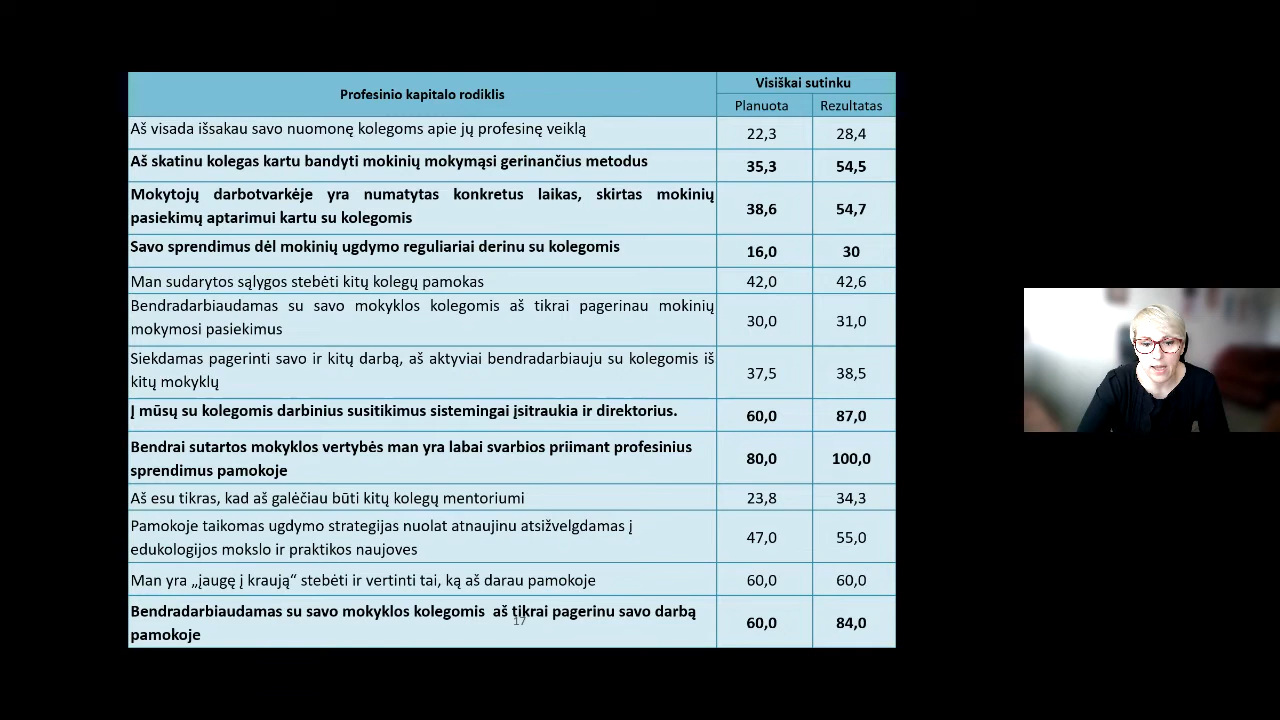 Profesinio kapitalo rodiklis
Visiškai sutinku
Planuota
Rezultatas
Aš visada išsakau savo nuomonę kolegoms apie jų profesinę veiklą
22,3
28,4
Aš skatinu kolegas kartu bandyti mokinių mokymąsi gerinančius metodus
35,3
54,5
Mokytojų darbotvarkėje yra numatytas konkretus laikas, skirtas mokinių
pasiekimų aptarimui kartu su kolegomis
38,6
54,7
Savo sprendimus dėl mokinių ugdymo reguliariai derinu su kolegomis
16,0
30
Man sudarytos sąlygos stebėti kitų kolegų pamokas
42,0
42,6
Bendradarbiaudamas su savo mokyklos kolegomis aš tikrai pagerinau mokinių
mokymosi pasiekimus
30,0
31,0
Siekdamas pagerinti savo ir kitų darbą, aš aktyviai bendradarbiauju su kolegomis iš
kitų mokyklų
37,5
38,5
Į mūsų su kolegomis darbinius susitikimus sistemingai įsitraukia ir direktorius.
60,0
87,0
Bendrai sutartos mokyklos vertybės man yra labai svarbios priimant profesinius
sprendimus pamokoje
80,0
100,0
Aš esu tikras, kad aš galėčiau būti kitų kolegų mentoriumi
23,8
34,3
Pamokoje taikomas ugdymo strategijas nuolat atnaujinu atsižvelgdamas į
edukologijos mokslo ir praktikos naujoves
47,0
55,0
Man yra „įaugę į kraują“ stebėti ir vertinti tai, ką aš darau pamokoje
60,0
60,0
Bendradarbiaudamas su savo mokyklos kolegomis aš tikrai pagerinu savo darbą
pamokoje
60,0
84,0
17